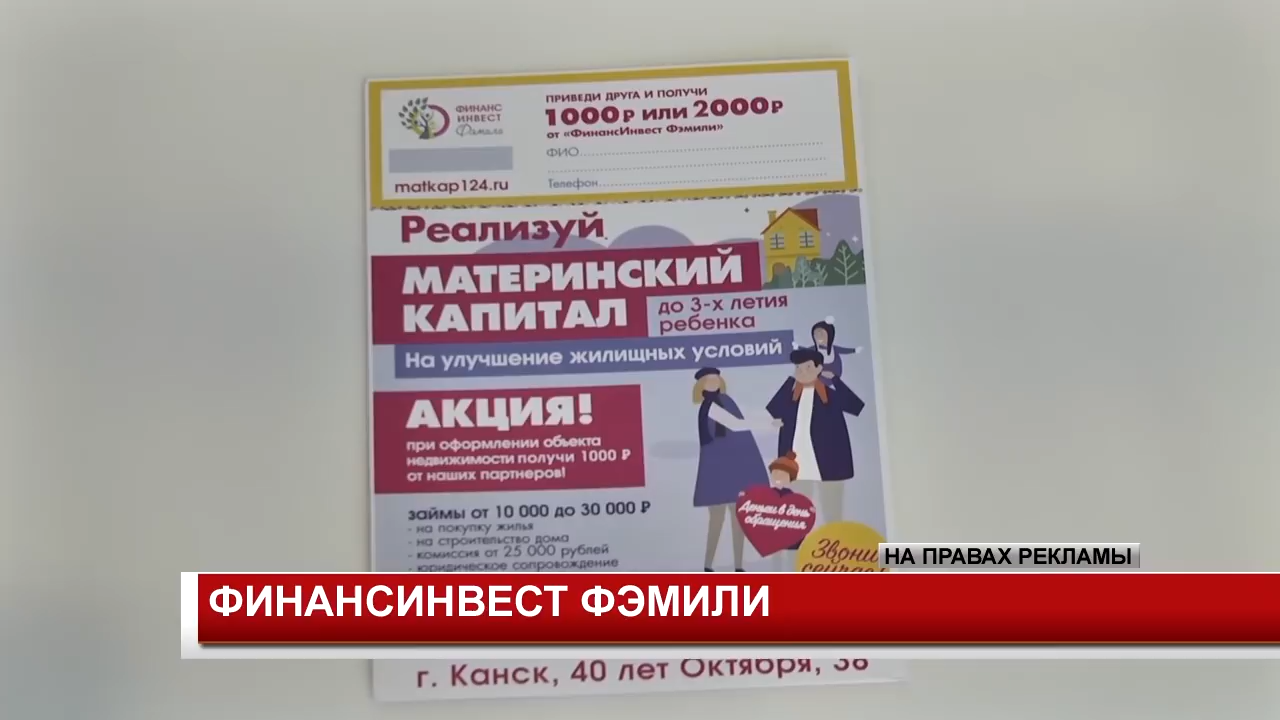 ФИНАНС
ИНВЕСТ
Фэмили
matkap124.ru
ПРИВЕДИ ДРУГА И ПОЛУЧИ
1000₽ ИЛИ 2000₽
от «ФинансИнвест Фэмили»
ФИО
Телефон
Реализуй
МАТЕРИНСКИЙ
КАПИТАЛ
до 3-х летия
ребенка
На улучшение жилищных условий
АКЦИЯ!
при оформлении объекта
недвижимости получи 1000 ₽
от наших партнеров!
займы от 10 000 до 30 000 ₽
- на покупку жилья
- на строительство дома
- комиссия от 25 000 рублей
- юридическое сопровождение
Деньги в день
обращения
Звони
сейчас
НА ПРАВАХ РЕКЛАМЫ
ФИНАНСИНВЕСТ ФЭМИЛИ
г. Канск, 40 лет Октября, 38